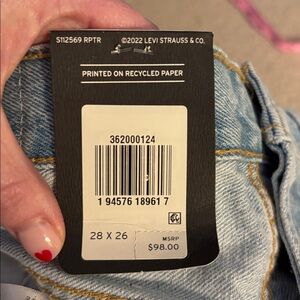 S112569 RPTR ©2022 LEVI STRAUSS & CO.
PRINTED ON RECYCLED PAPER
362000124
1 94576 18961 7
28 X 26
MSRP
$98.00